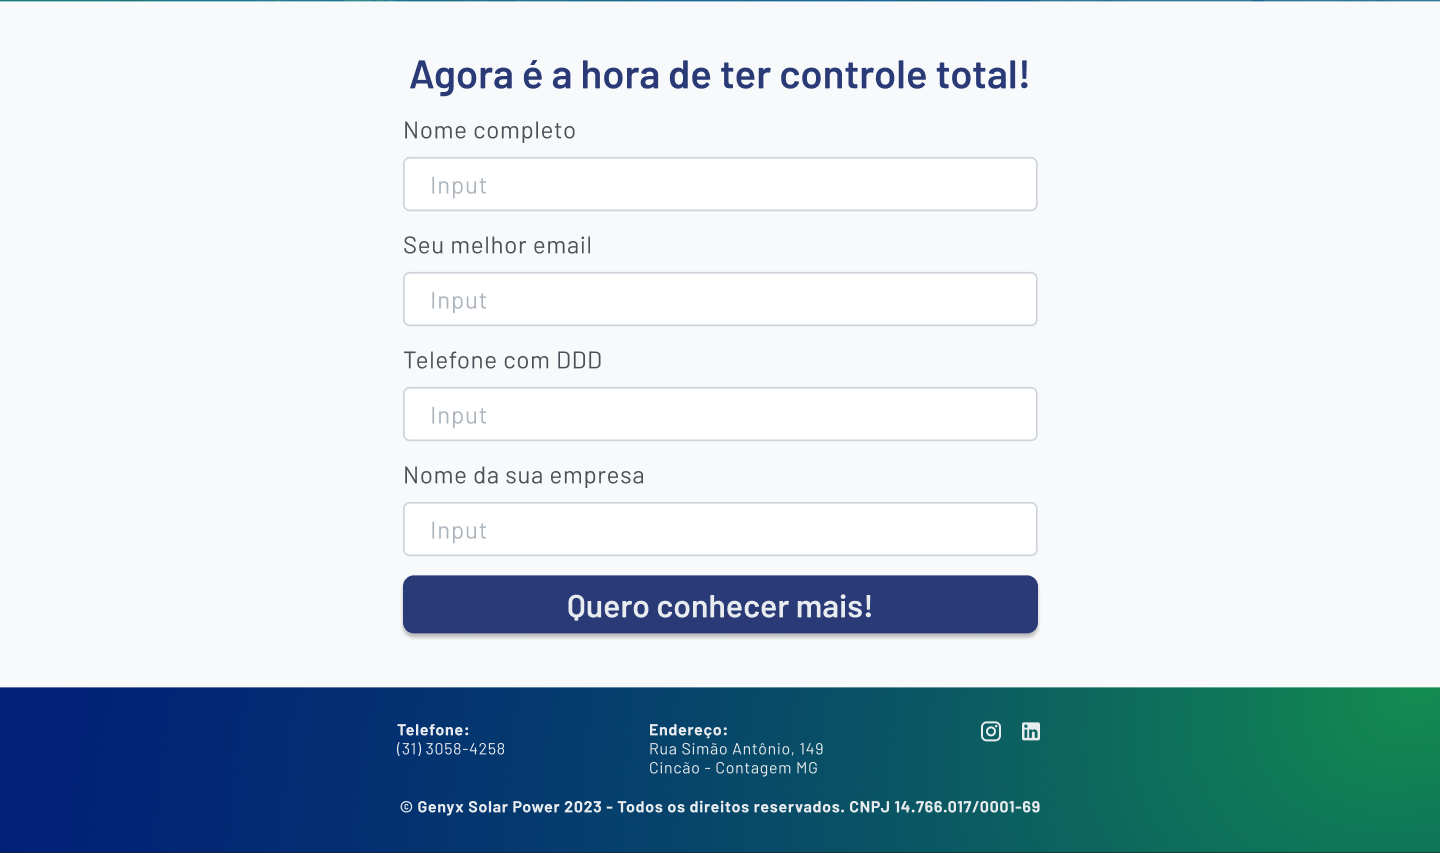 Agora é a hora de ter controle total!
Nome completo
Input
Seu melhor email
Input
Telefone com DDD
Input
Nome da sua empresa
Input
Quero conhecer mais!
Telefone:
(31) 3058-4258
Endereço:
Rua Simão Antônio, 149
Cincão - Contagem MG
© Genyx Solar Power 2023 - Todos os direitos reservados. CNPJ 14.766.017/0001-69